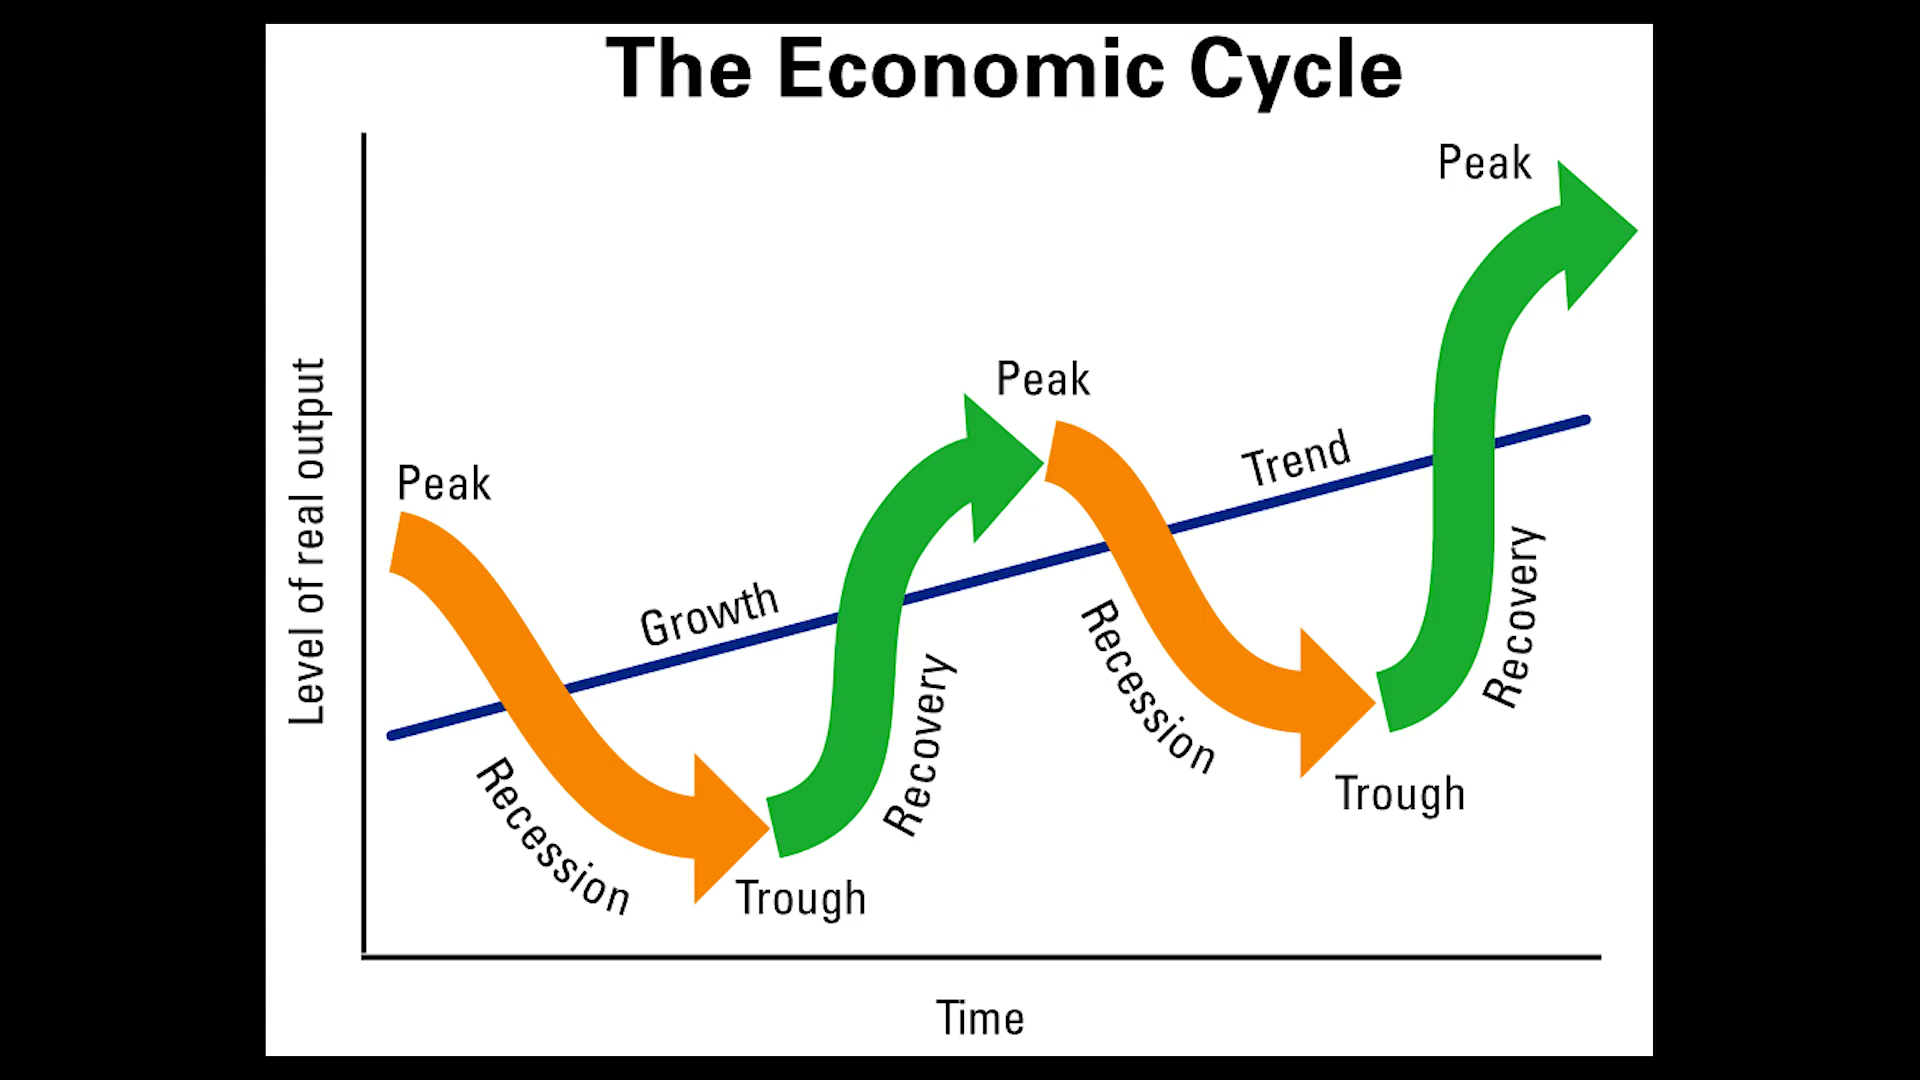 The Economic Cycle
Peak
Peak
Peak
Level of real output
Growth
Trend
Recession
Recovery
Recession
Recovery
Trough
Trough
Time